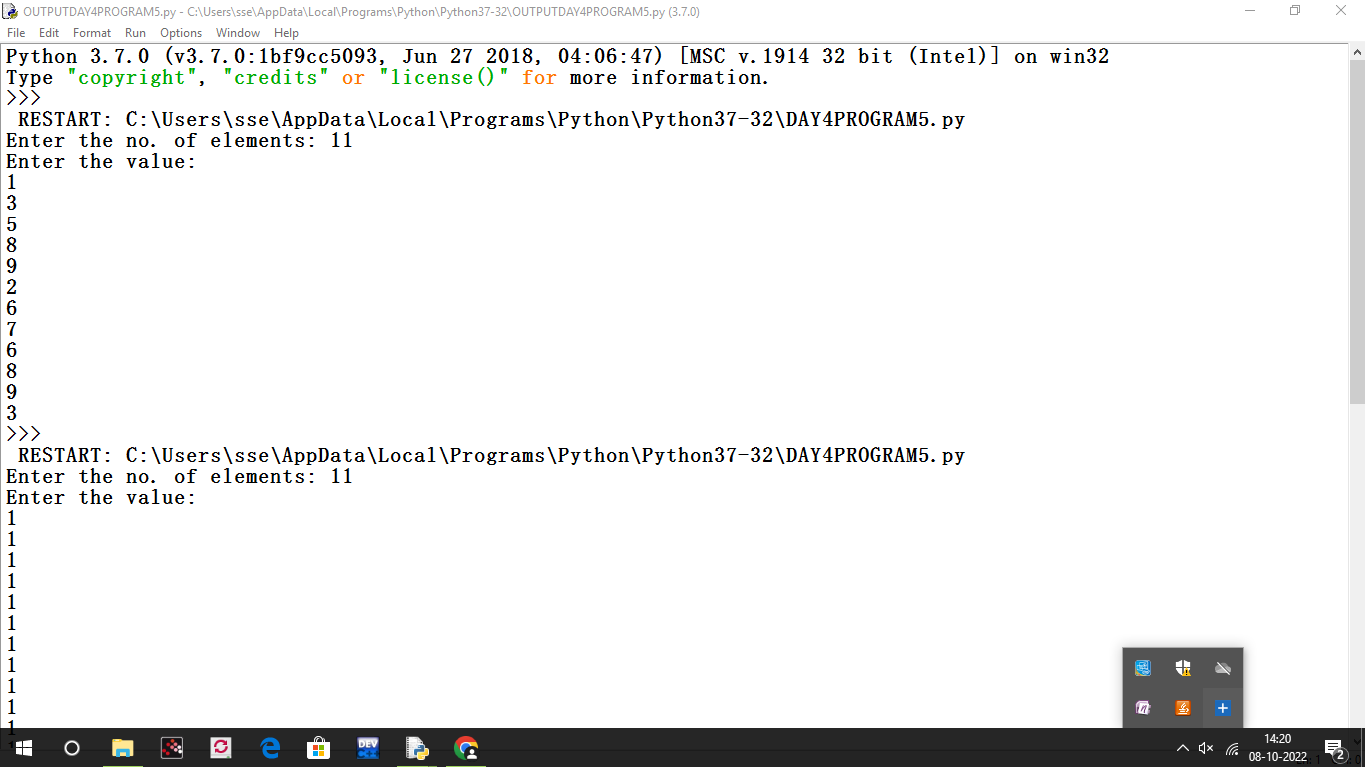 OUTPUTDAY4PROGRAM5.py - C:\Users\sse\AppData\Local\Programs\Python\Python37-32\OUTPUTDAY4PROGRAM5.py (3.7.0)
File Edit Format Run Options Window Help
Python 3.7.0 (v3.7.0:1bf9cc5093, Jun 27 2018, 04:06:47) [MSC v.1914 32 bit (Intel)] on win32
Type "copyright", "credits" or "license()" for more information.
>>>
RESTART: C:\Users\sse\AppData\Local\Programs\Python\Python37-32\DAY4PROGRAM5.py
Enter the no. of elements: 11
Enter the value:
1
3
5
8
9
2
6
7
6
8
9
3
>>>
RESTART: C:\Users\sse\AppData\Local\Programs\Python\Python37-32\DAY4PROGRAM5.py
Enter the no. of elements: 11
Enter the value:
1
1
1
1
1
1
1
1
1
1
1
DEV
14:20
08-10-2022
2